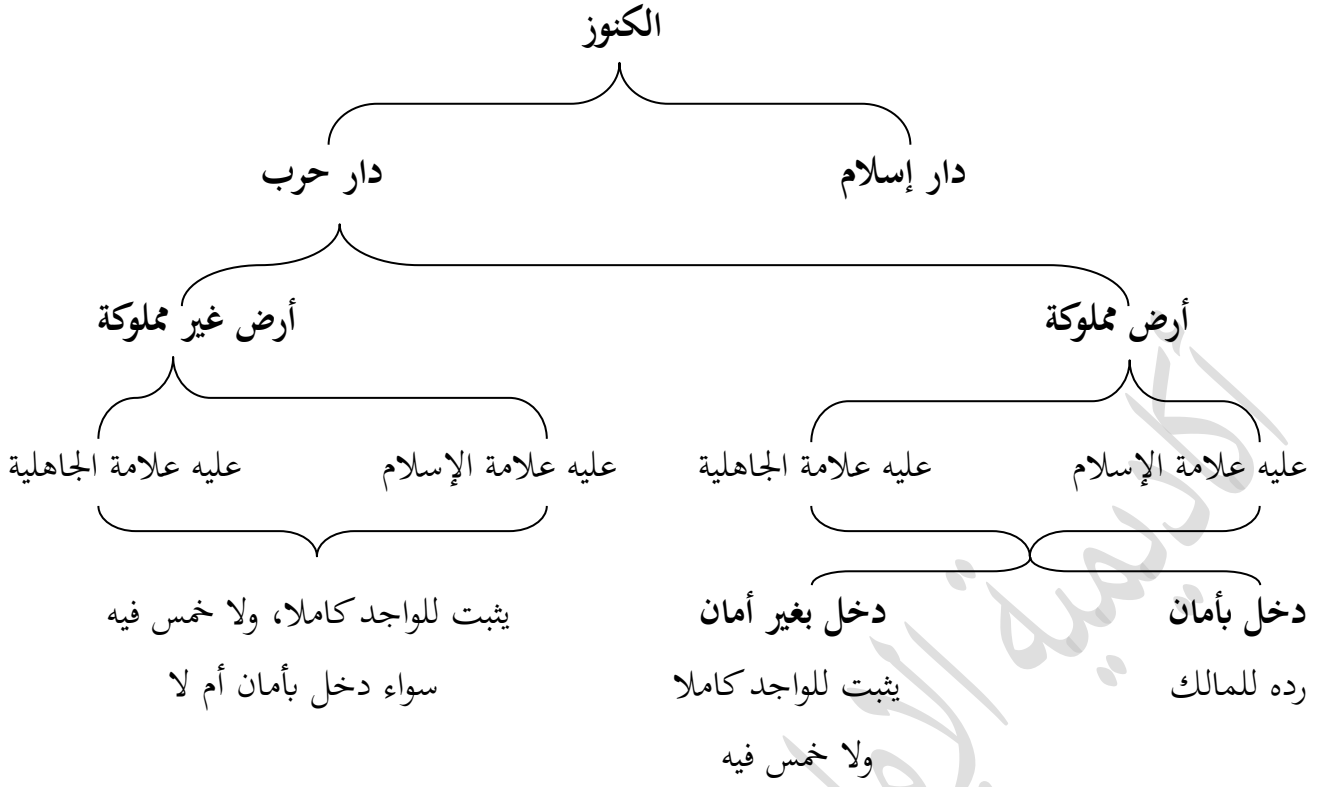 الكنوز
دار إسلام
دار حرب
أرض مملوكة
أرض غير مملوكة
عليه علامة الإسلام
عليه علامة الجاهلية
عليه علامة الإسلام
عليه علامة الجاهلية
دخل بأمان
رده للمالك
دخل بغير أمان
يثبت للواجد كاملا
ولا خمس فيه
يثبت للواجد كاملا، ولا خمس فيه
سواء دخل بأمان أم لا